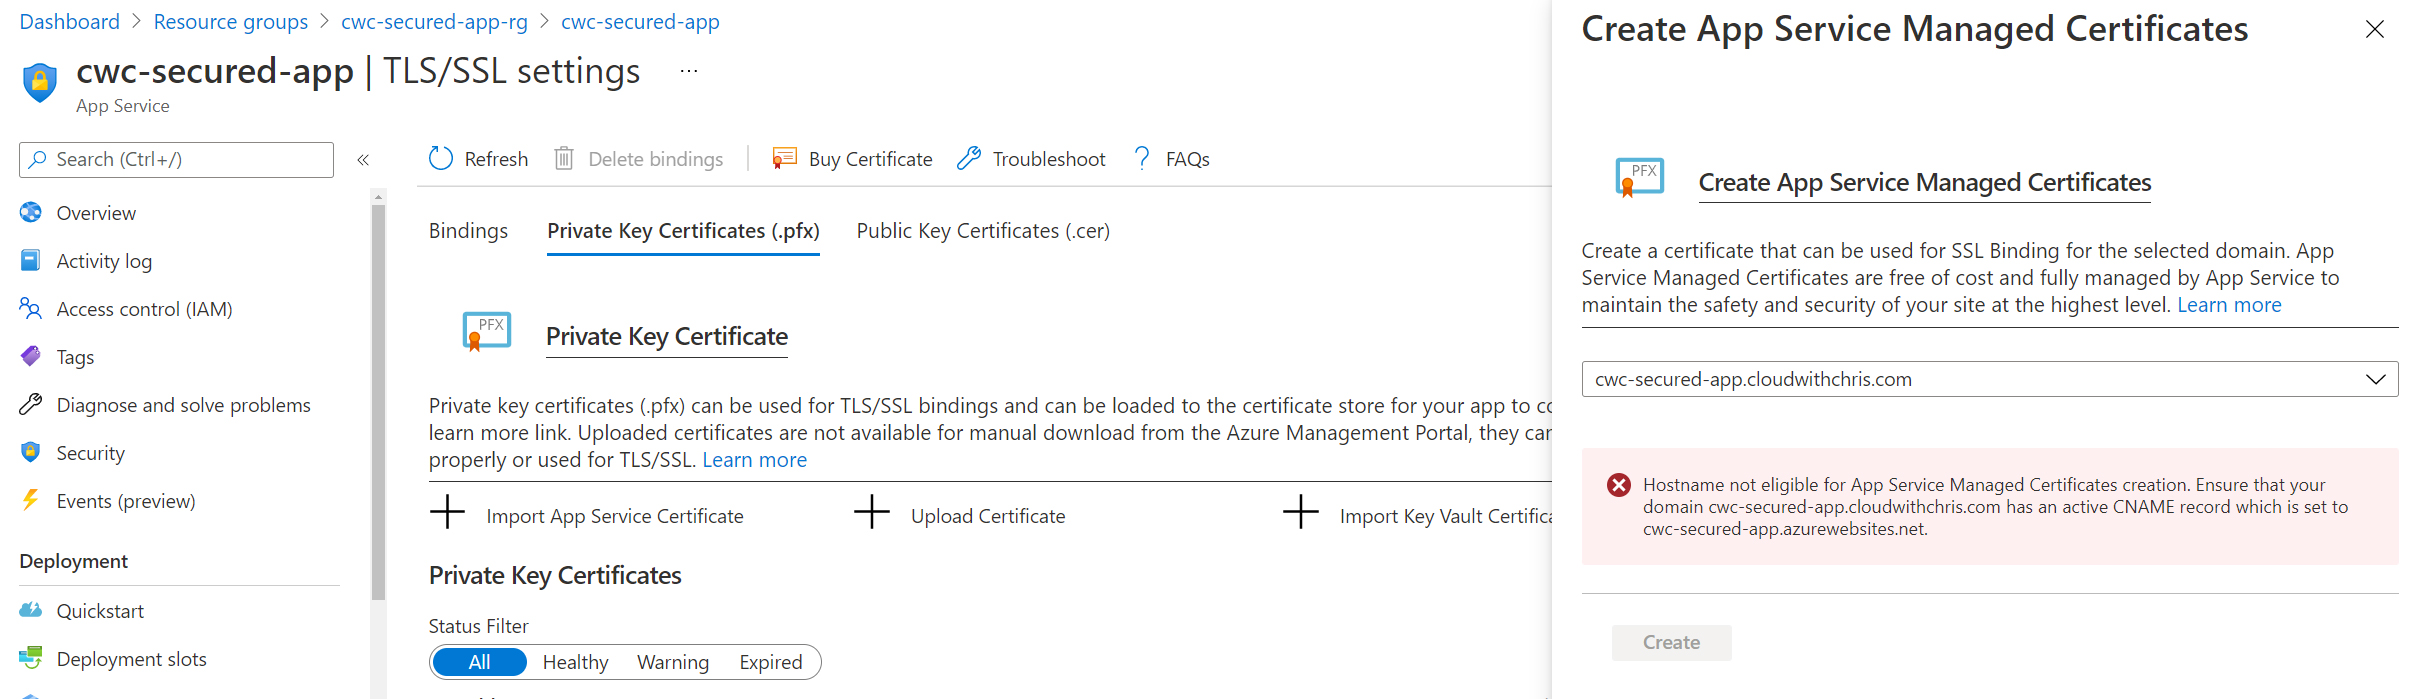 Dashboard > Resource groups > cwc-secured-app-rg > cwc-secured-app
cwc-secured-app | TLS/SSL settings ...
App Service
Search (Ctrl+/)
«
Overview
Activity log
Access control (IAM)
Tags
Diagnose and solve problems
Security
Events (preview)
Deployment
Quickstart
Deployment slots
Refresh
Delete bindings
Buy Certificate
Troubleshoot
? FAQs
Bindings
Private Key Certificates (.pfx)
Public Key Certificates (.cer)
PFX
Private Key Certificate
Private key certificates (.pfx) can be used for TLS/SSL bindings and can be loaded to the certificate store for your app to co
learn more link. Uploaded certificates are not available for manual download from the Azure Management Portal, they can
properly or used for TLS/SSL. Learn more
Import App Service Certificate
Upload Certificate
Import Key Vault Certifica
Private Key Certificates
Status Filter
All
Healthy
Warning
Expired
Create App Service Managed Certificates
PFX
Create App Service Managed Certificates
Create a certificate that can be used for SSL Binding for the selected domain. App
Service Managed Certificates are free of cost and fully managed by App Service to
maintain the safety and security of your site at the highest level. Learn more
cwc-secured-app.cloudwithchris.com
Hostname not eligible for App Service Managed Certificates creation. Ensure that your
domain cwc-secured-app.cloudwithchris.com has an active CNAME record which is set to
cwc-secured-app.azurewebsites.net.
Create